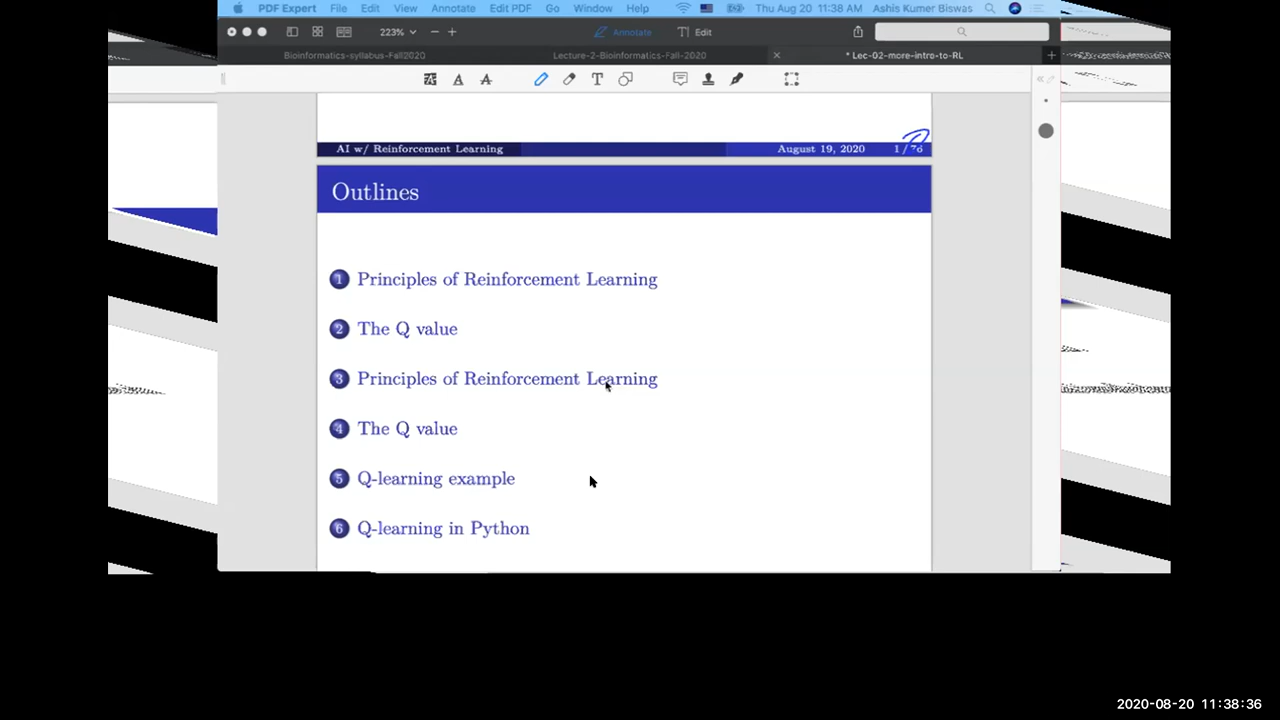 PDF Expert File Edit View Annotate Edit PDF Go Window Help Thu Aug 20 11:38 AM Ashis Kumer Biswas
223% Annotate Edit
Bioinformatics-syllabus-Fall2020 Lecture-2-Bioinformatics-Fall-2020 * Lec-02-more-intro-to-RL
AI w/ Reinforcement Learning August 19, 2020 1 / 76
Outlines
1 Principles of Reinforcement Learning
2 The Q value
3 Principles of Reinforcement Learning
4 The Q value
5 Q-learning example
6 Q-learning in Python
2020-08-20 11:38:36